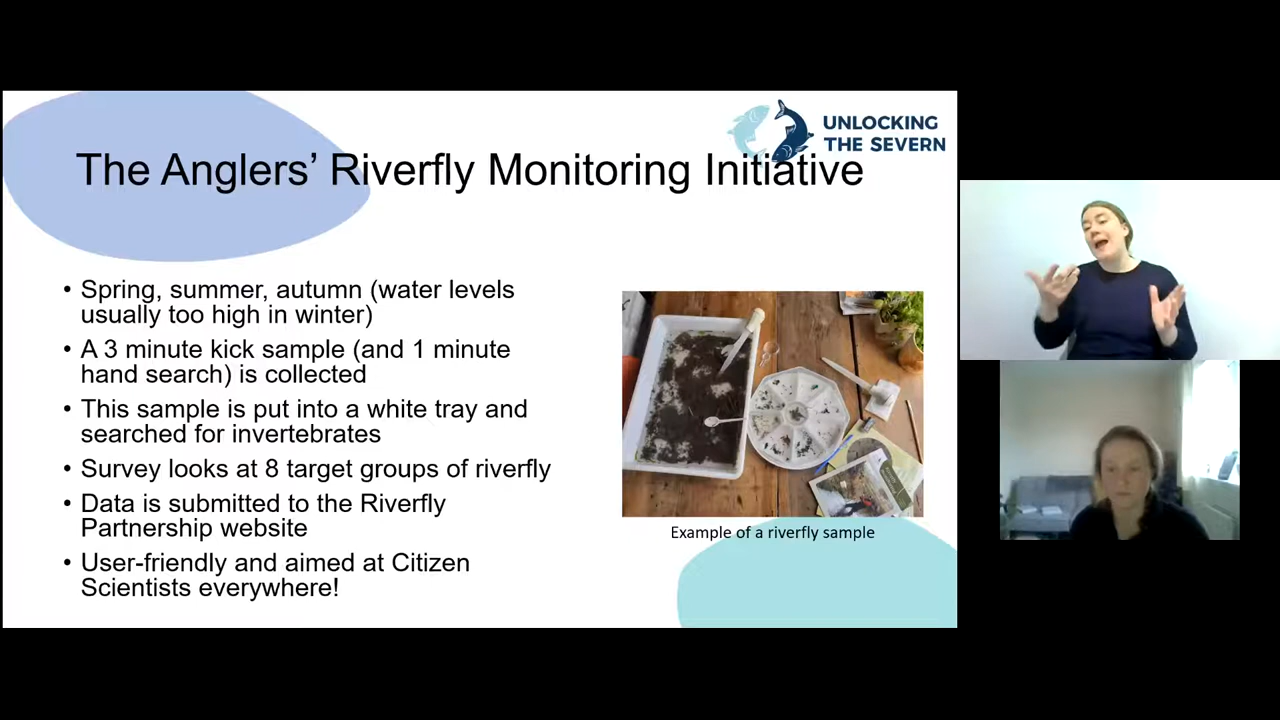 UNLOCKING
THE SEVERN
The Anglers’ Riverfly Monitoring Initiative
• Spring, summer, autumn (water levels
usually too high in winter)
• A 3 minute kick sample (and 1 minute
hand search) is collected
• This sample is put into a white tray and
searched for invertebrates
• Survey looks at 8 target groups of riverfly
• Data is submitted to the Riverfly
Partnership website
• User-friendly and aimed at Citizen
Scientists everywhere!
Example of a riverfly sample